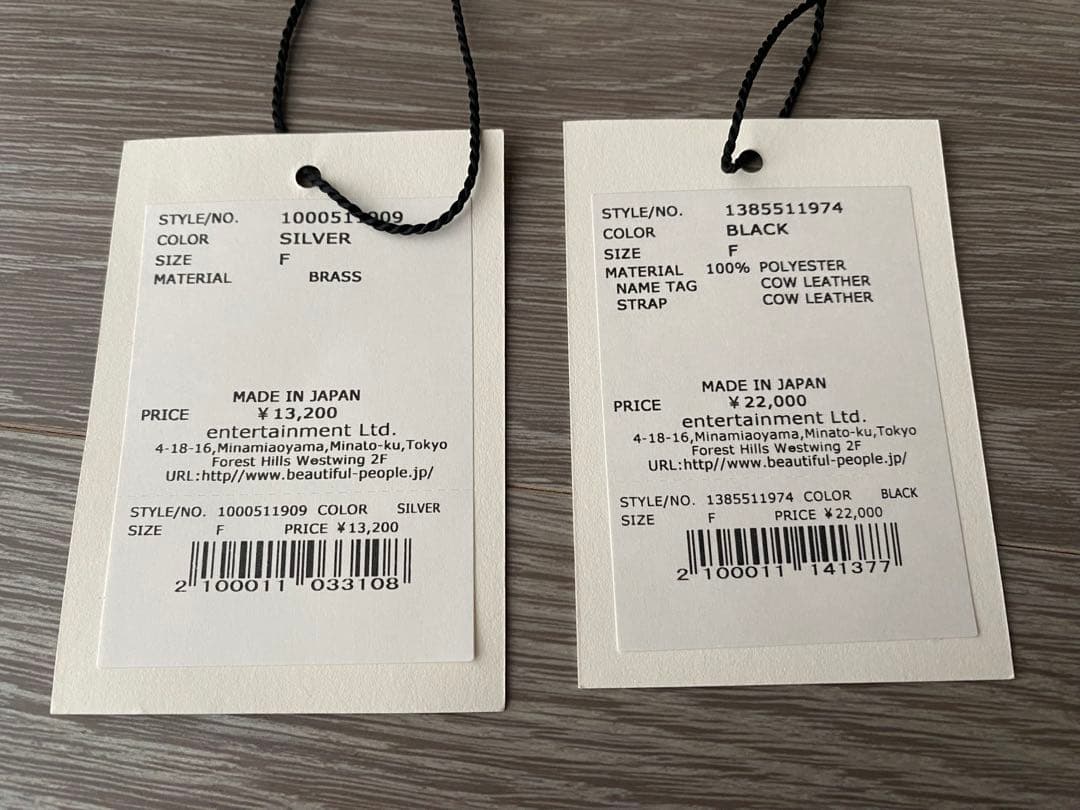 STYLE/NO. 1000511909
COLOR SILVER
SIZE F
MATERIAL BRASS
MADE IN JAPAN
PRICE ¥13,200
entertainment Ltd.
4-18-16,Minamiaoyama,Minato-ku,Tokyo
Forest Hills Westwing 2F
URL:http//www.beautiful-people.jp/
STYLE/NO. 1000511909 COLOR SILVER
SIZE F PRICE ¥13,200
2 100011 033108
STYLE/NO. 1385511974
COLOR BLACK
SIZE F
MATERIAL 100% POLYESTER
NAME TAG COW LEATHER
STRAP COW LEATHER
MADE IN JAPAN
PRICE ¥22,000
entertainment Ltd.
4-18-16,Minamiaoyama,Minato-ku,Tokyo
Forest Hills Westwing 2F
URL:http//www.beautiful-people.jp/
STYLE/NO. 1385511974 COLOR BLACK
SIZE F PRICE ¥22,000
2 100011 141377